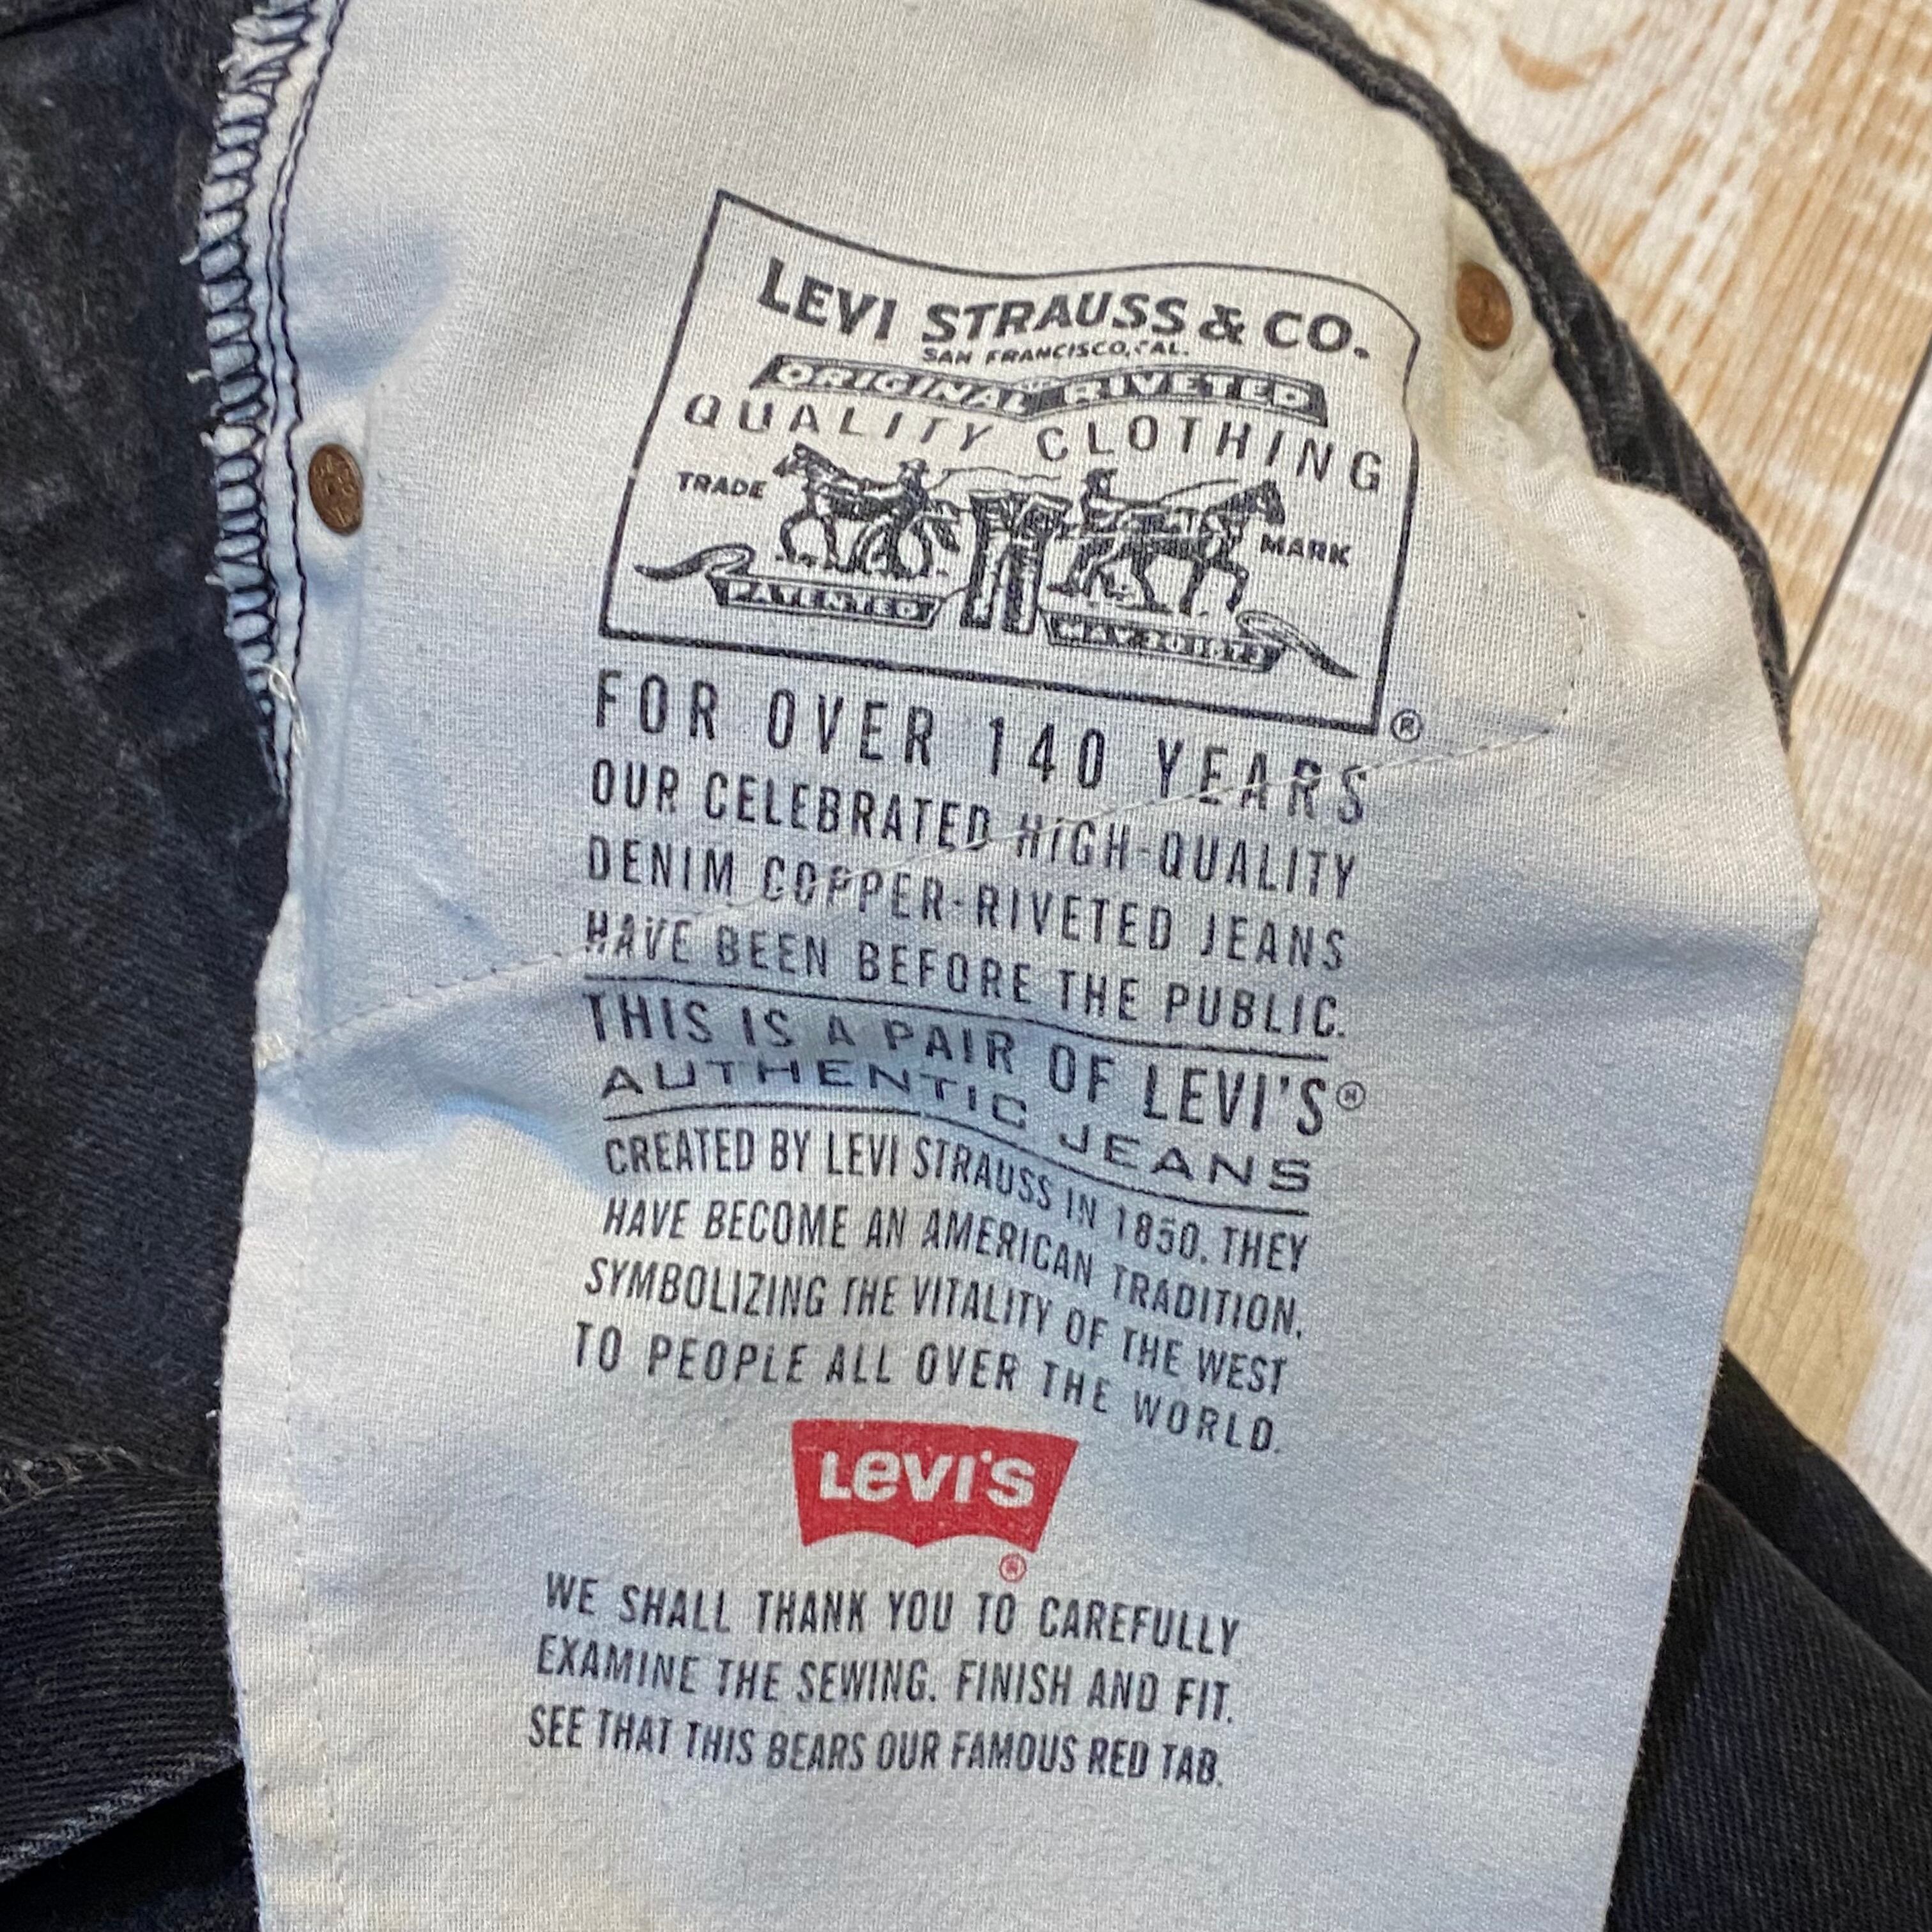 LEVI STRAUSS & CO.
SAN FRANCISCO, CAL.
ORIGINAL RIVETED
QUALITY CLOTHING
TRADE MARK
PATENTED MAY 20 1873
®
FOR OVER 140 YEARS
OUR CELEBRATED HIGH-QUALITY
DENIM COPPER-RIVETED JEANS
HAVE BEEN BEFORE THE PUBLIC.
THIS IS A PAIR OF LEVI'S®
AUTHENTIC JEANS
CREATED BY LEVI STRAUSS IN 1850. THEY
HAVE BECOME AN AMERICAN TRADITION,
SYMBOLIZING THE VITALITY OF THE WEST
TO PEOPLE ALL OVER THE WORLD.
LEVI'S
®
WE SHALL THANK YOU TO CAREFULLY
EXAMINE THE SEWING. FINISH AND FIT.
SEE THAT THIS BEARS OUR FAMOUS RED TAB.